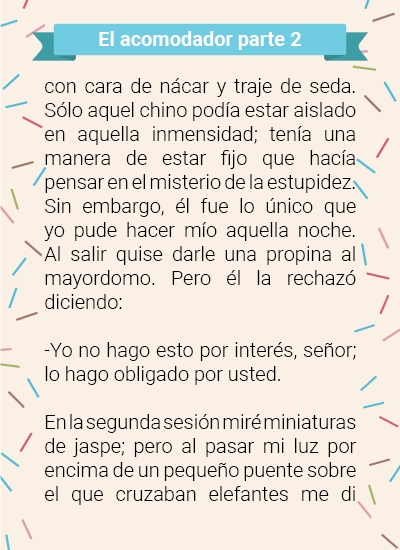 El acomodador parte 2
con cara de nácar y traje de seda.
Sólo aquel chino podía estar aislado
en aquella inmensidad; tenía una
manera de estar fijo que hacía
pensar en el misterio de la estupidez.
Sin embargo, él fue lo único que
yo pude hacer mío aquella noche.
Al salir quise darle una propina al
mayordomo. Pero él la rechazó
diciendo:
-Yo no hago esto por interés, señor;
lo hago obligado por usted.
En la segunda sesión miré miniaturas
de jaspe; pero al pasar mi luz por
encima de un pequeño puente sobre
el que cruzaban elefantes me di